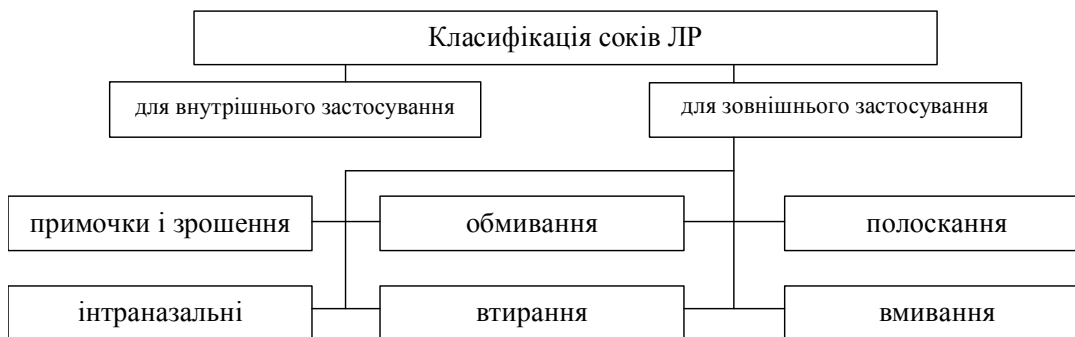 Класифікація соків ЛР
для внутрішнього застосування
для зовнішнього застосування
примочки і зрошення
обмивання
полоскання
інтраназальні
втирання
вмивання